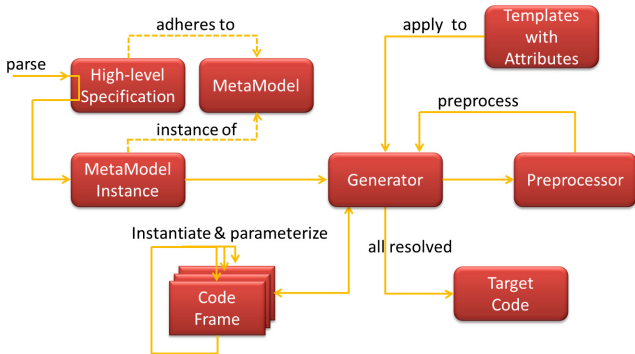 adheres to
apply to
Templates
with
Attributes
parse
High-level
Specification
MetaModel
preprocess
instance of
MetaModel
Instance
Generator
Preprocessor
Instantiate & parameterize
all resolved
Code
Frame
Target
Code